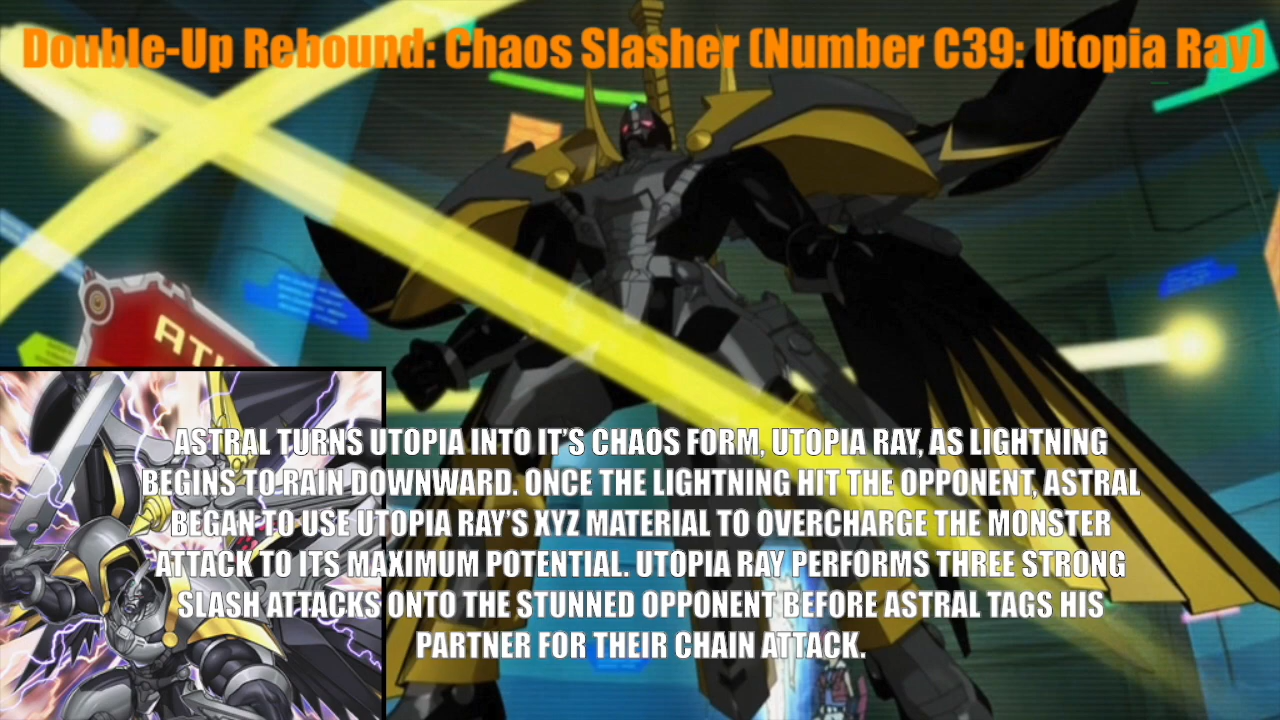 Double-Up Rebound: Chaos Slasher (Number C39: Utopia Ray)
ASTRAL TURNS UTOPIA INTO IT'S CHAOS FORM, UTOPIA RAY, AS LIGHTNING
BEGINS TO RAIN DOWNWARD. ONCE THE LIGHTNING HIT THE OPPONENT, ASTRAL
BEGAN TO USE UTOPIA RAY'S XYZ MATERIAL TO OVERCHARGE THE MONSTER
ATTACK TO ITS MAXIMUM POTENTIAL. UTOPIA RAY PERFORMS THREE STRONG
SLASH ATTACKS ONTO THE STUNNED OPPONENT BEFORE ASTRAL TAGS HIS
PARTNER FOR THEIR CHAIN ATTACK.